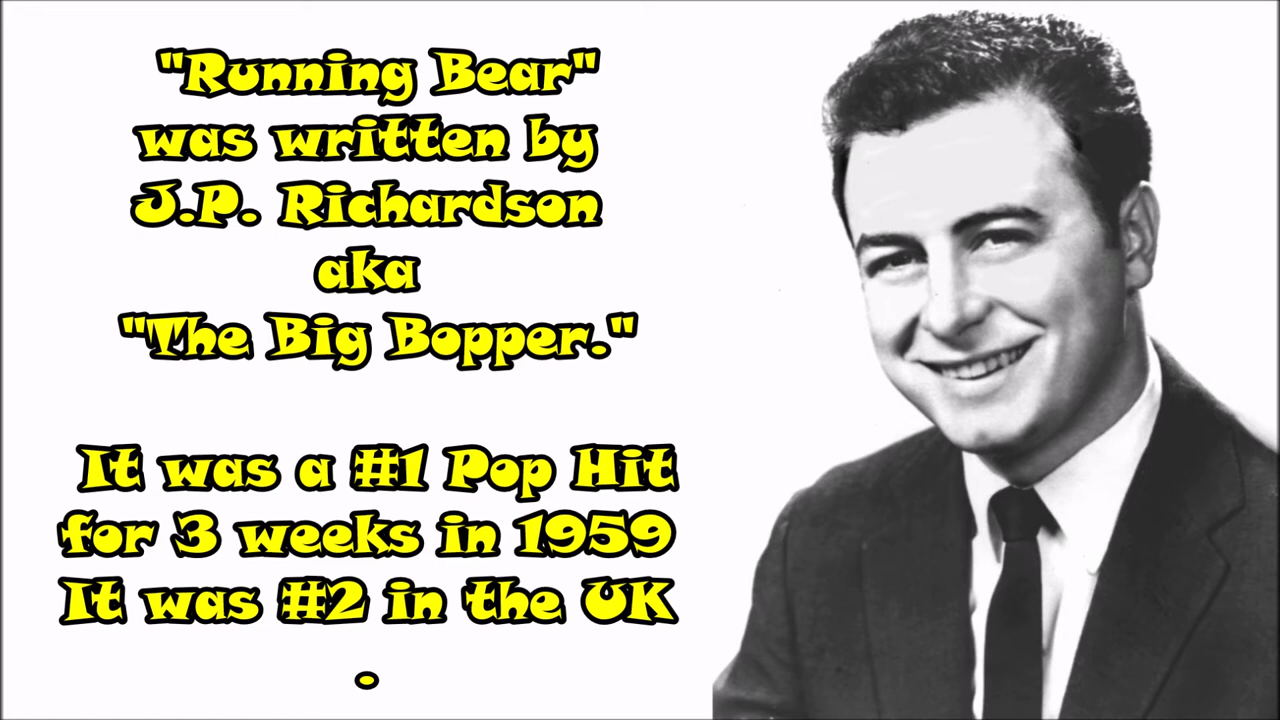 "Running Bear"
was written by
J.P. Richardson
aka
"The Big Bopper."
It was a #1 Pop Hit
for 3 weeks in 1959
It was #2 in the UK
.